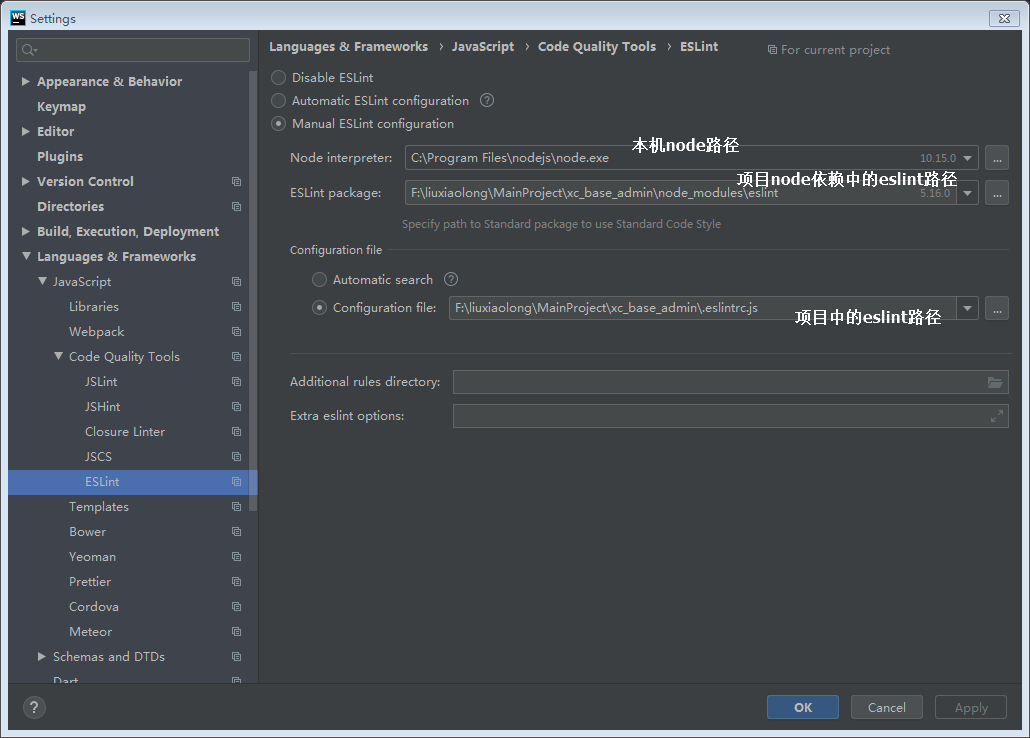 WS Settings
Appearance & Behavior
Keymap
Editor
Plugins
Version Control
Directories
Build, Execution, Deployment
Languages & Frameworks
JavaScript
Libraries
Webpack
Code Quality Tools
JSLint
JSHint
Closure Linter
JSCS
ESLint
Templates
Bower
Yeoman
Prettier
Cordova
Meteor
Schemas and DTDs
Dart
Languages & Frameworks › JavaScript › Code Quality Tools › ESLint For current project
Disable ESLint
Automatic ESLint configuration ?
Manual ESLint configuration
本机node路径
Node interpreter: C:\Program Files\nodejs\node.exe 10.15.0 ...
项目node依赖中的eslint路径
ESLint package: F:\liuxiaolong\MainProject\xc_base_admin\node_modules\eslint 5.16.0 ...
Specify path to Standard package to use Standard Code Style
Configuration file
Automatic search ?
Configuration file: F:\liuxiaolong\MainProject\xc_base_admin\.eslintrc.js ...
项目中的eslint路径
Additional rules directory:
Extra eslint options:
? OK Cancel Apply